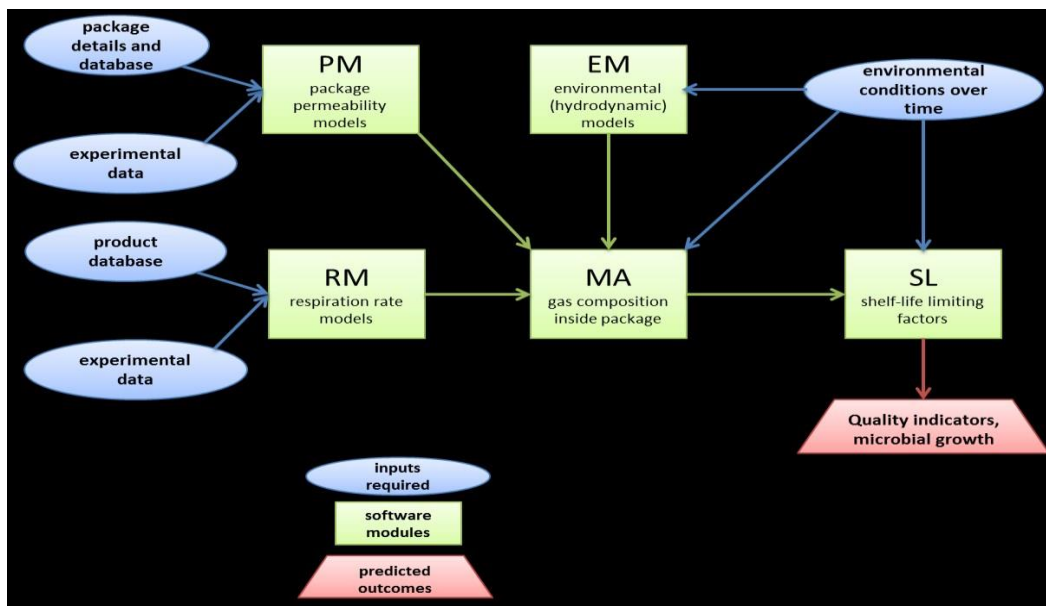 package
details and
database
PM
package
permeability
models
EM
environmental
(hydrodynamic)
models
environmental
conditions over
time
experimental
data
product
database
RM
respiration rate
models
MA
gas composition
inside package
SL
shelf-life limiting
factors
experimental
data
Quality indicators,
microbial growth
inputs
required
software
modules
predicted
outcomes